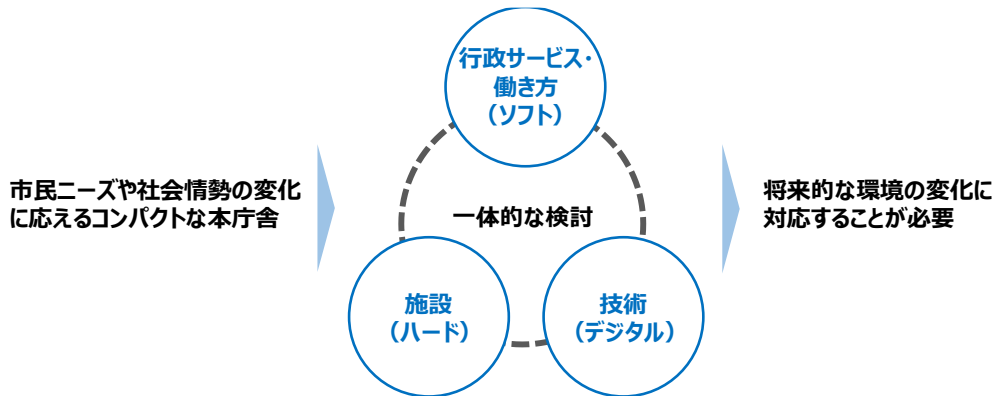 市民ニーズや社会情勢の変化
に応えるコンパクトな本庁舎
行政サービス・
働き方
（ソフト）
一体的な検討
施設
（ハード）
技術
（デジタル）
将来的な環境の変化に
対応することが必要